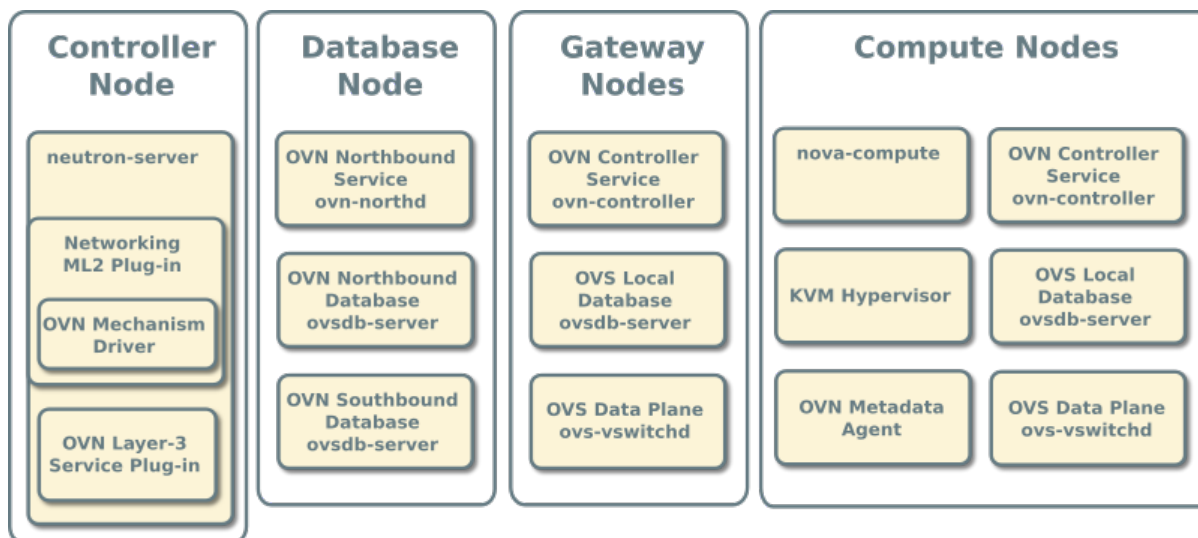 Controller
Node
neutron-server
Networking
ML2 Plug-in
OVN Mechanism
Driver
OVN Layer-3
Service Plug-in
Database
Node
OVN Northbound
Service
ovn-northd
OVN Northbound
Database
ovsdb-server
OVN Southbound
Database
ovsdb-server
Gateway
Nodes
OVN Controller
Service
ovn-controller
OVS Local
Database
ovsdb-server
OVS Data Plane
ovs-vswitchd
Compute Nodes
nova-compute
OVN Controller
Service
ovn-controller
KVM Hypervisor
OVS Local
Database
ovsdb-server
OVN Metadata
Agent
OVS Data Plane
ovs-vswitchd